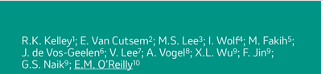 R.K. Kelley¹; E. Van Cutsem²; M.S. Lee³; I. Wolf⁴; M. Fakih⁵;
J. de Vos-Geelen⁶; V. Lee⁷; A. Vogel⁸; X.L. Wu⁹; F. Jin⁹;
G.S. Naik⁹; E.M. O'Reilly¹⁰